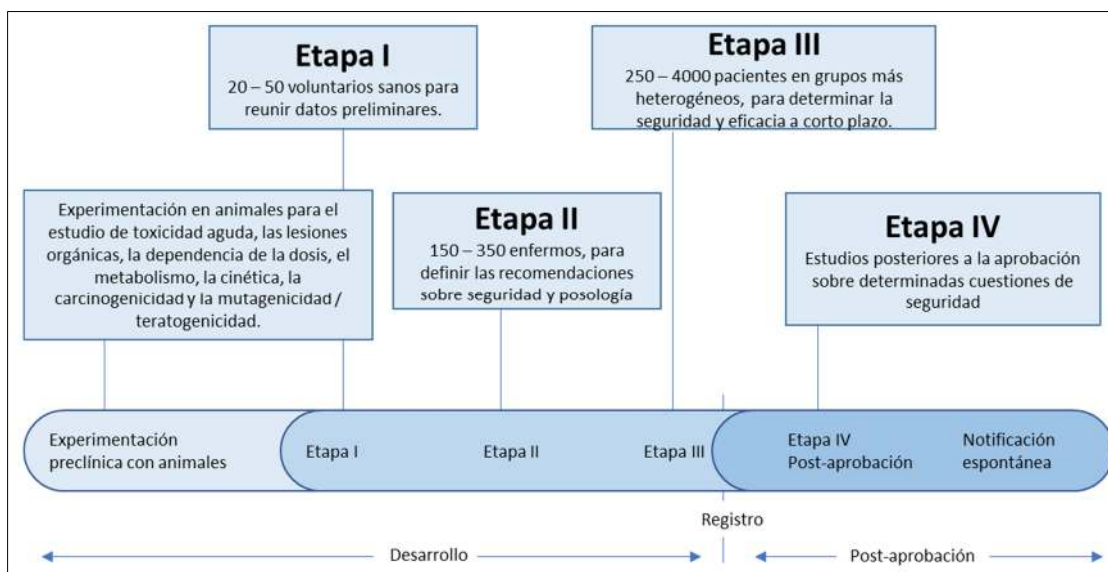 Etapa I
20 – 50 voluntarios sanos para
reunir datos preliminares.
Etapa III
250 – 4000 pacientes en grupos más
heterogéneos, para determinar la
seguridad y eficacia a corto plazo.
Experimentación en animales para el
estudio de toxicidad aguda, las lesiones
orgánicas, la dependencia de la dosis, el
metabolismo, la cinética, la
carcinogenicidad y la mutagenicidad /
teratogenicidad.
Etapa II
150 – 350 enfermos, para
definir las recomendaciones
sobre seguridad y posología
Etapa IV
Estudios posteriores a la aprobación
sobre determinadas cuestiones de
seguridad
Experimentación
preclínica con animales
Etapa I
Etapa II
Etapa III
Etapa IV
Post-aprobación
Notificación
espontánea
Registro
Desarrollo
Post-aprobación